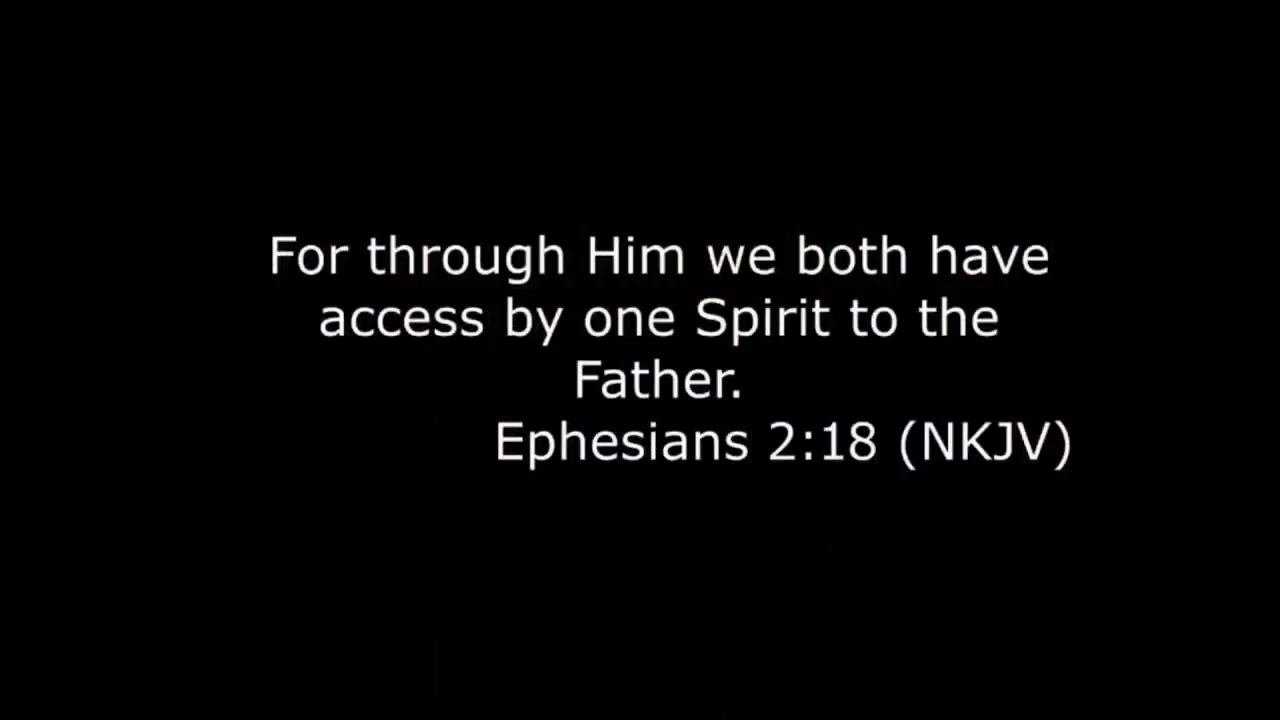 For through Him we both have
access by one Spirit to the
Father.
Ephesians 2:18 (NKJV)